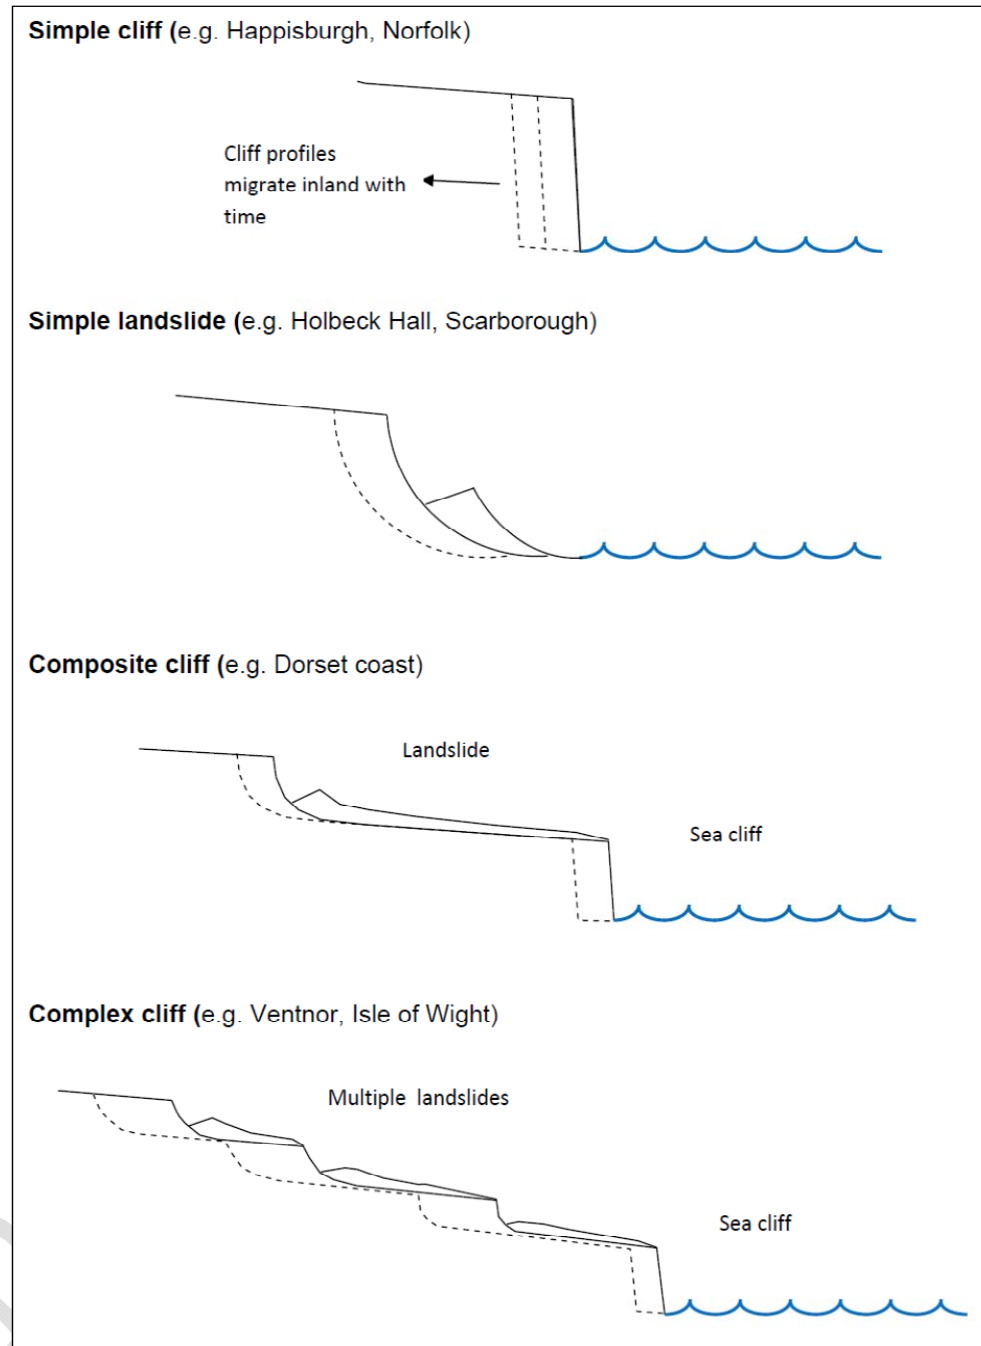 Simple cliff (e.g. Happisburgh, Norfolk)
Cliff profiles
migrate inland with
time
Simple landslide (e.g. Holbeck Hall, Scarborough)
Composite cliff (e.g. Dorset coast)
Landslide
Sea cliff
Complex cliff (e.g. Ventnor, Isle of Wight)
Multiple landslides
Sea cliff